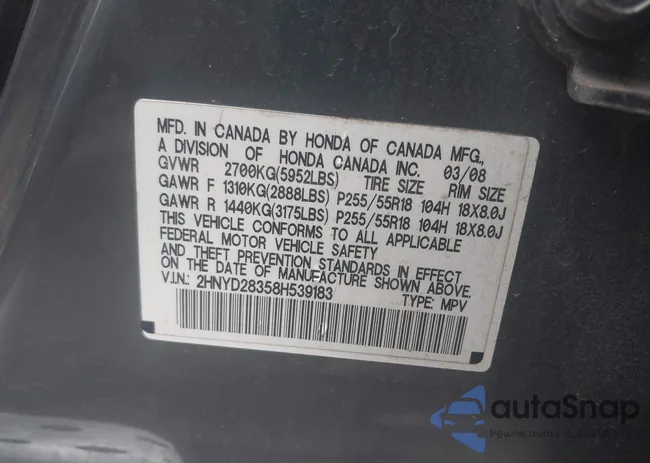 MFD. IN CANADA BY HONDA OF CANADA MFG.,
A DIVISION OF HONDA CANADA INC. 03/08
GVWR 2700KG(5952LBS) TIRE SIZE RIM SIZE
GAWR F 1310KG(2888LBS) P255/55R18 104H 18X8.0J
GAWR R 1440KG(3175LBS) P255/55R18 104H 18X8.0J
THIS VEHICLE CONFORMS TO ALL APPLICABLE
FEDERAL MOTOR VEHICLE SAFETY
AND THEFT PREVENTION STANDARDS IN EFFECT
ON THE DATE OF MANUFACTURE SHOWN ABOVE.
V.I.N.: 2HNYD28358H539183 TYPE: MPV
autaSnap
Pewne auta z